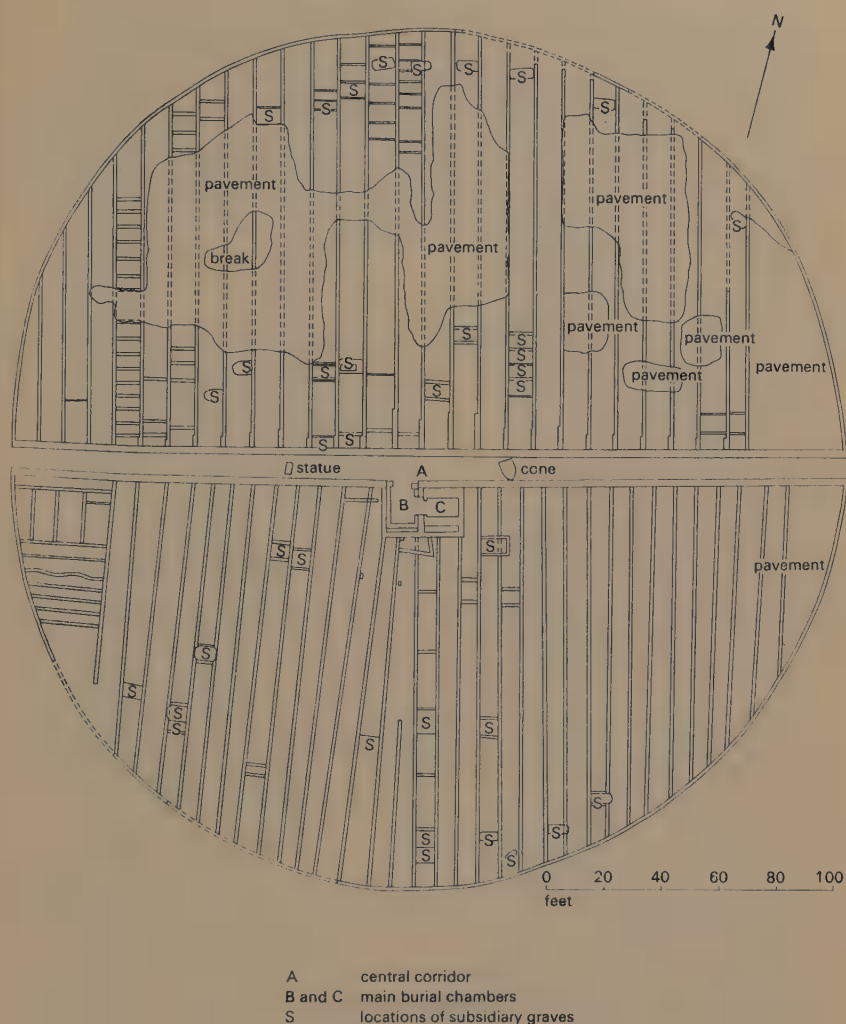 N
S S S
S
S
S S
S
pavement
pavement
S
pavement
break
pavement
S S
pavement
S
S S S S
pavement
pavement
S S S
S S
statue A cone
B C
S S S
pavement
S
S
S S S
S
S
S
S S S
S S
0 20 40 60 80 100
feet
A central corridor
B and C main burial chambers
S locations of subsidiary graves